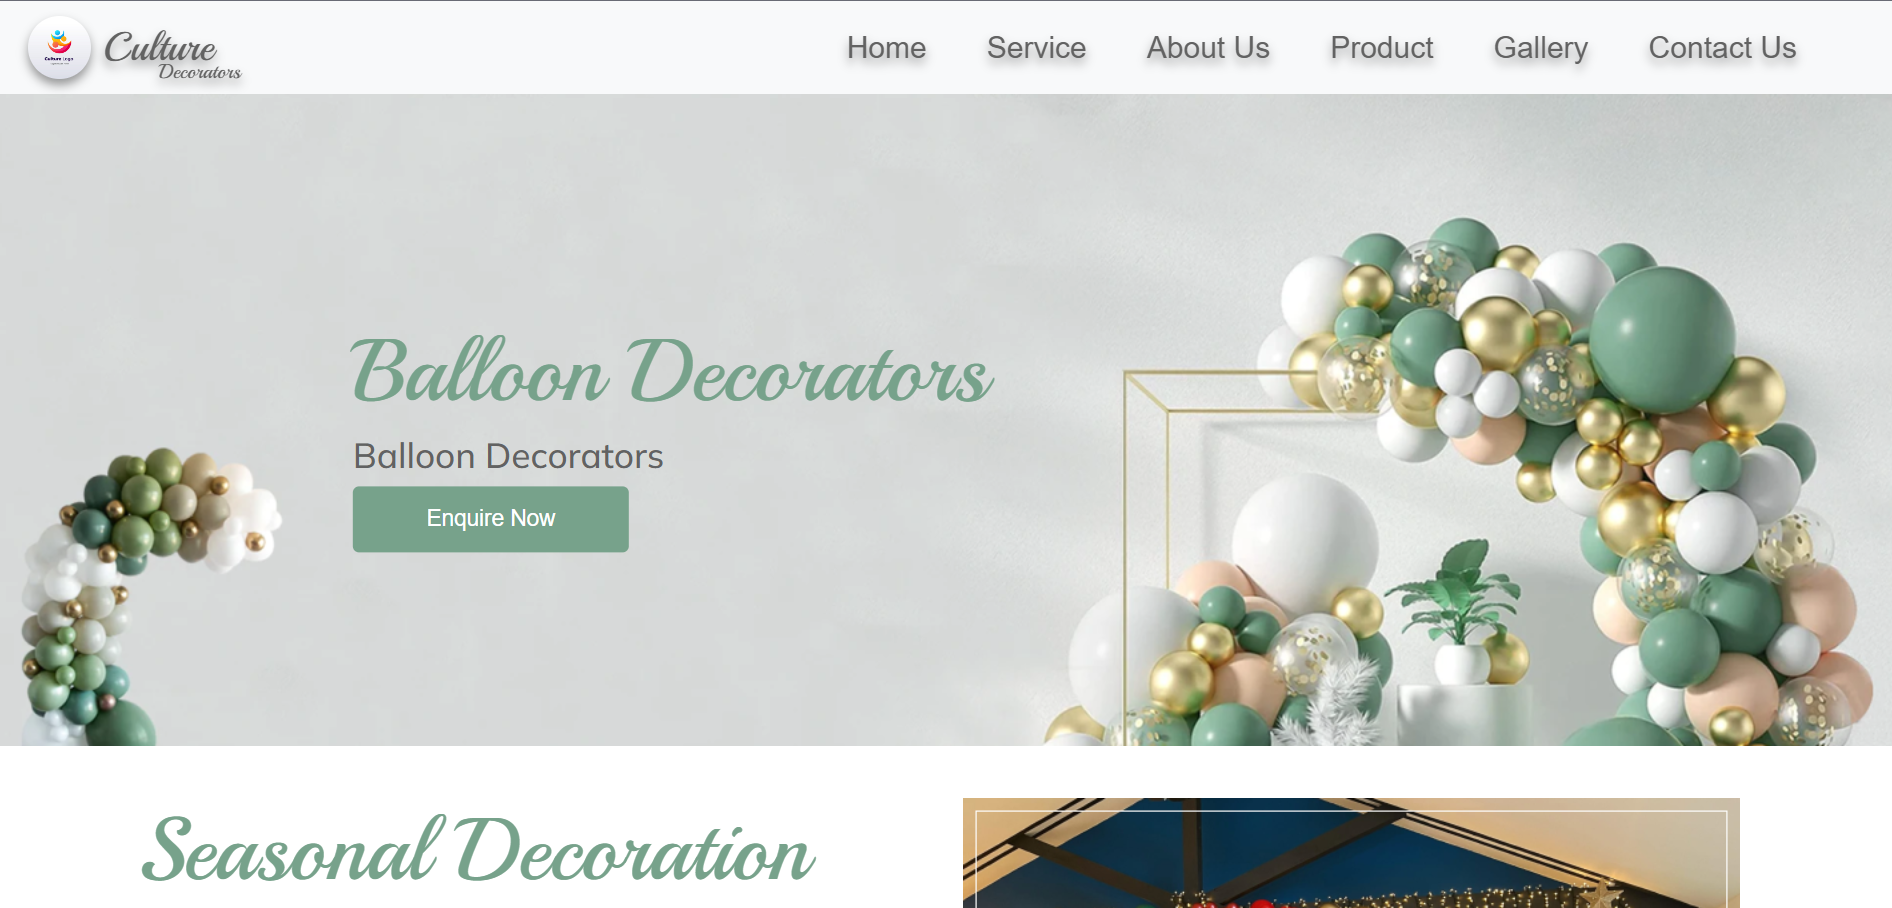 Culture Logo
Culture
Decorators
Home
Service
About Us
Product
Gallery
Contact Us
Balloon Decorators
Balloon Decorators
Enquire Now
Seasonal Decoration